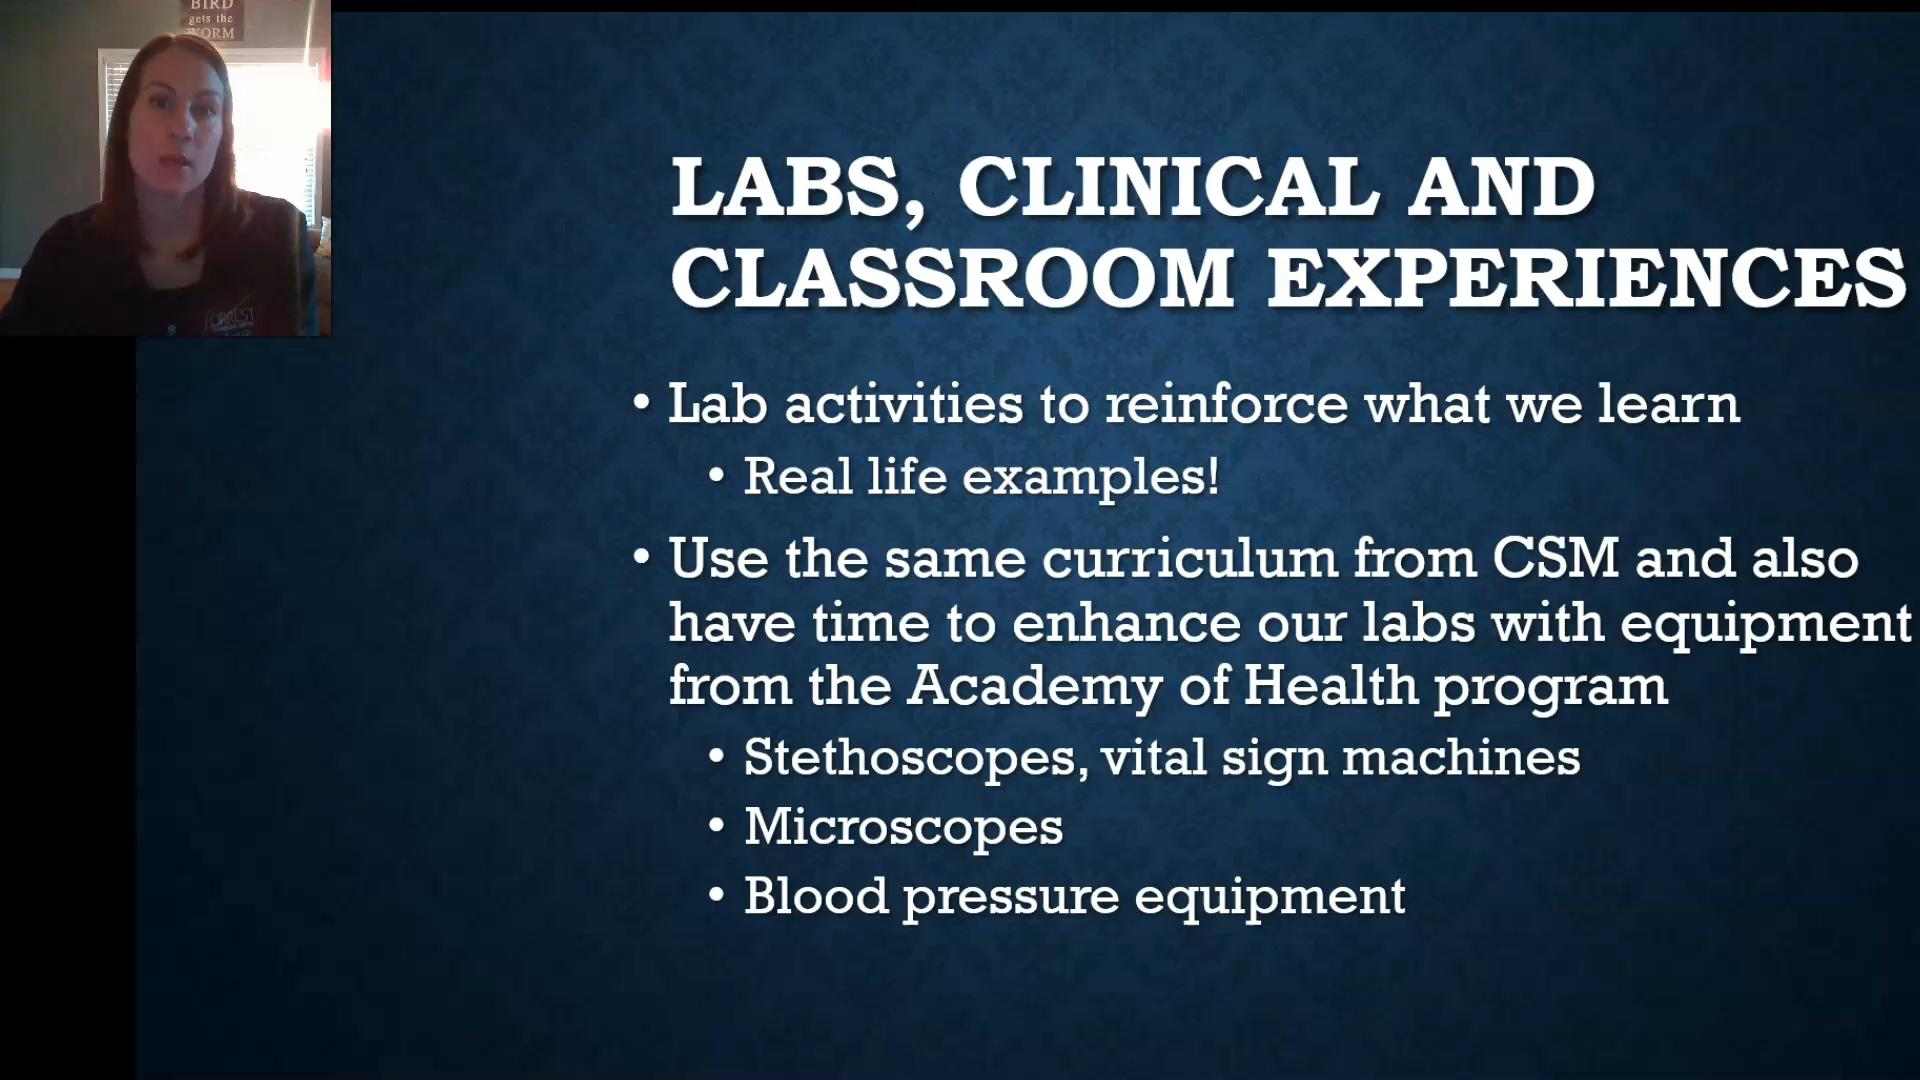 BIRD
gets the
WORM
LABS, CLINICAL AND
CLASSROOM EXPERIENCES
• Lab activities to reinforce what we learn
• Real life examples!
• Use the same curriculum from CSM and also
have time to enhance our labs with equipment
from the Academy of Health program
• Stethoscopes, vital sign machines
• Microscopes
• Blood pressure equipment
FORREST